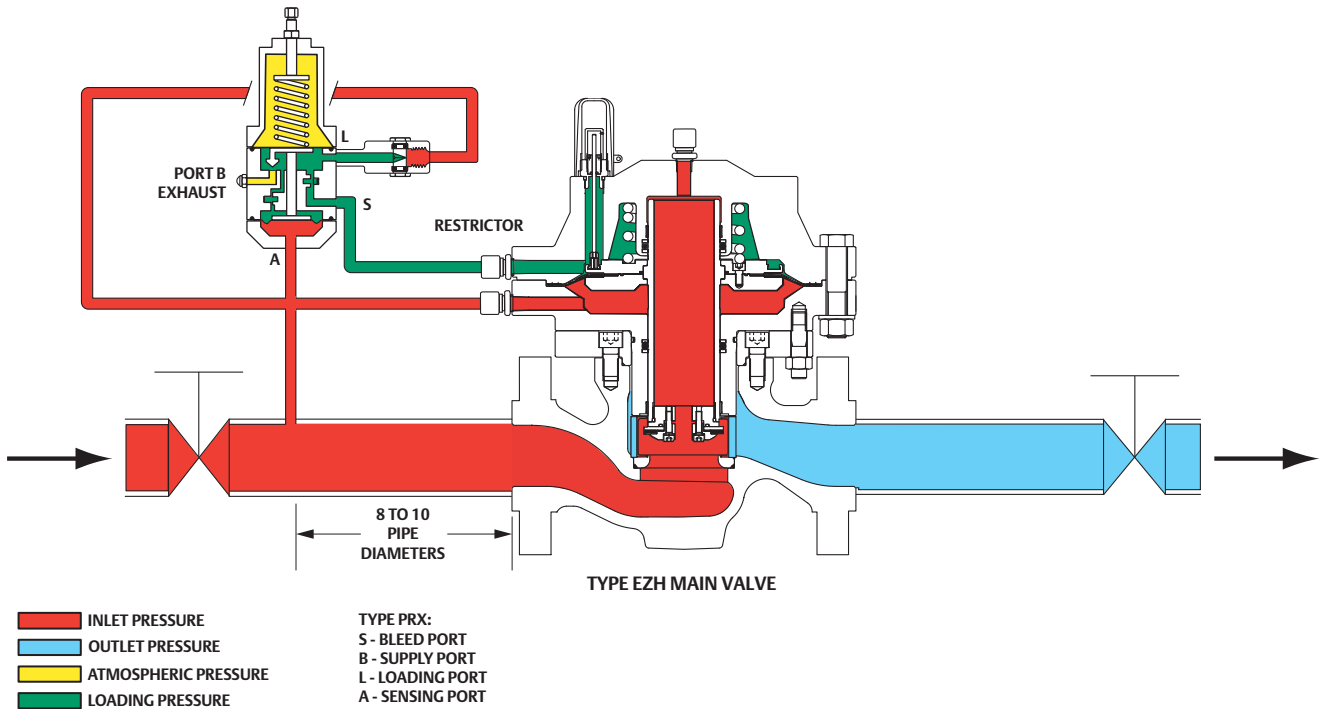 L
PORT B
EXHAUST
S
RESTRICTOR
A
8 TO 10
PIPE
DIAMETERS
TYPE EZH MAIN VALVE
INLET PRESSURE
OUTLET PRESSURE
ATMOSPHERIC PRESSURE
LOADING PRESSURE
TYPE PRX:
S - BLEED PORT
B - SUPPLY PORT
L - LOADING PORT
A - SENSING PORT